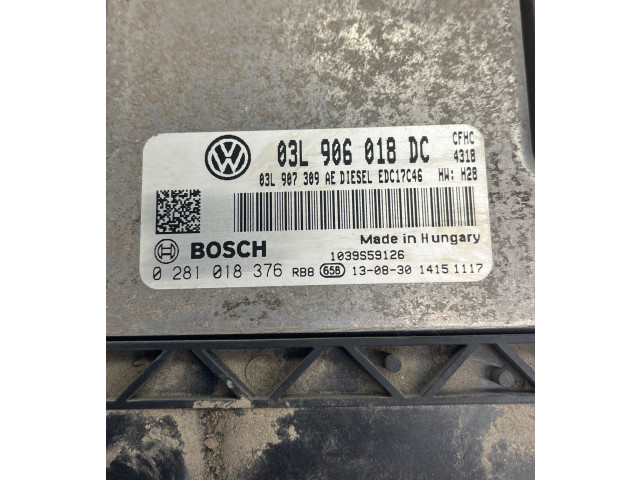 03L 906 018 DC CFHC
4318
03L 907 309 AE DIESEL EDC17C46 HW: H28
BOSCH
Made in Hungary
1039S59126
0 281 018 376 RBB 656 13-08-30 1415 1117